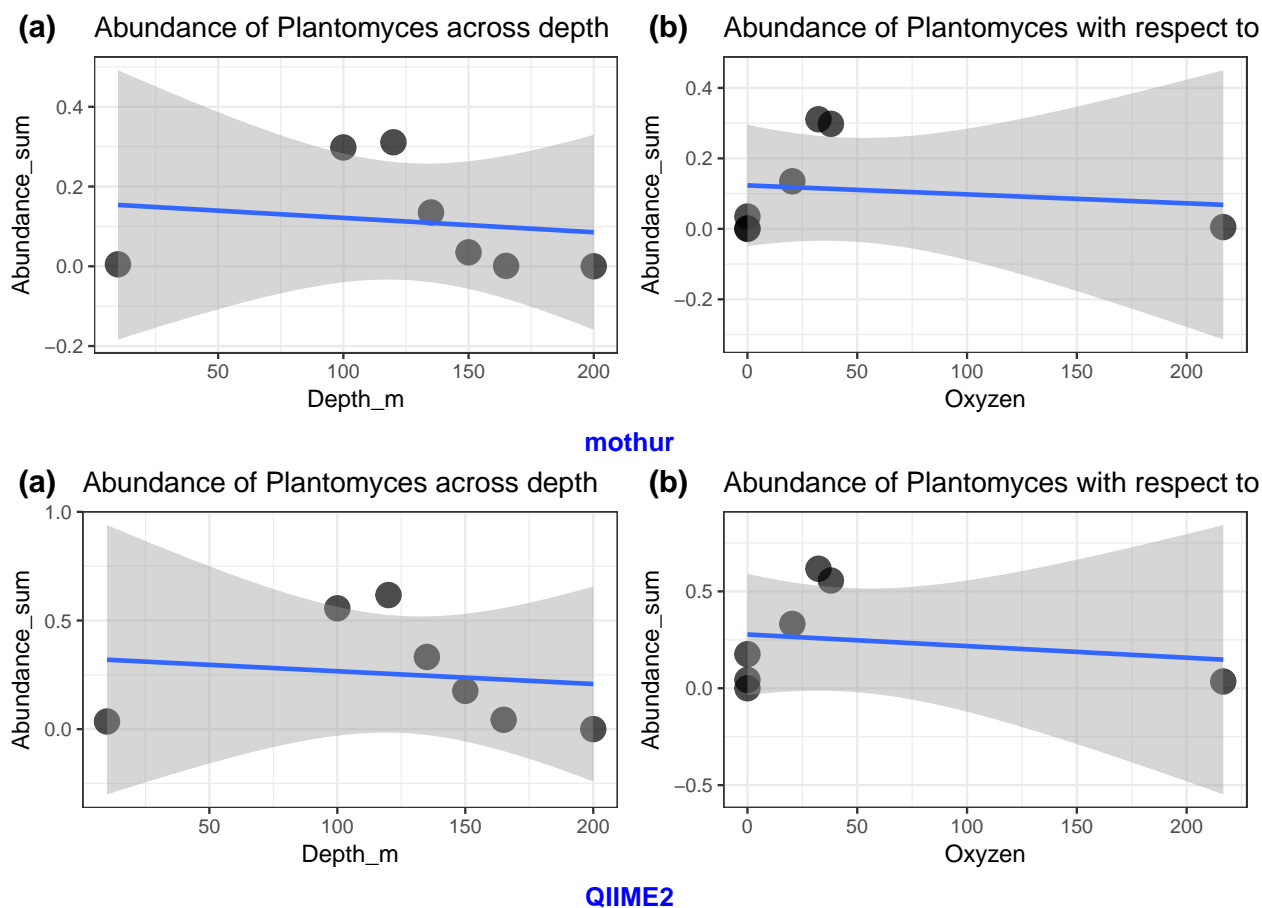 (a) Abundance of Plantomyces across depth
Abundance_sum
0.4
0.2
0.0
−0.2
50 100 150 200
Depth_m
(b) Abundance of Plantomyces with respect to
Abundance_sum
0.4
0.2
0.0
−0.2
0 50 100 150 200
Oxyzen
mothur
(a) Abundance of Plantomyces across depth
Abundance_sum
1.0
0.5
0.0
50 100 150 200
Depth_m
(b) Abundance of Plantomyces with respect to
Abundance_sum
0.5
0.0
−0.5
0 50 100 150 200
Oxyzen
QIIME2